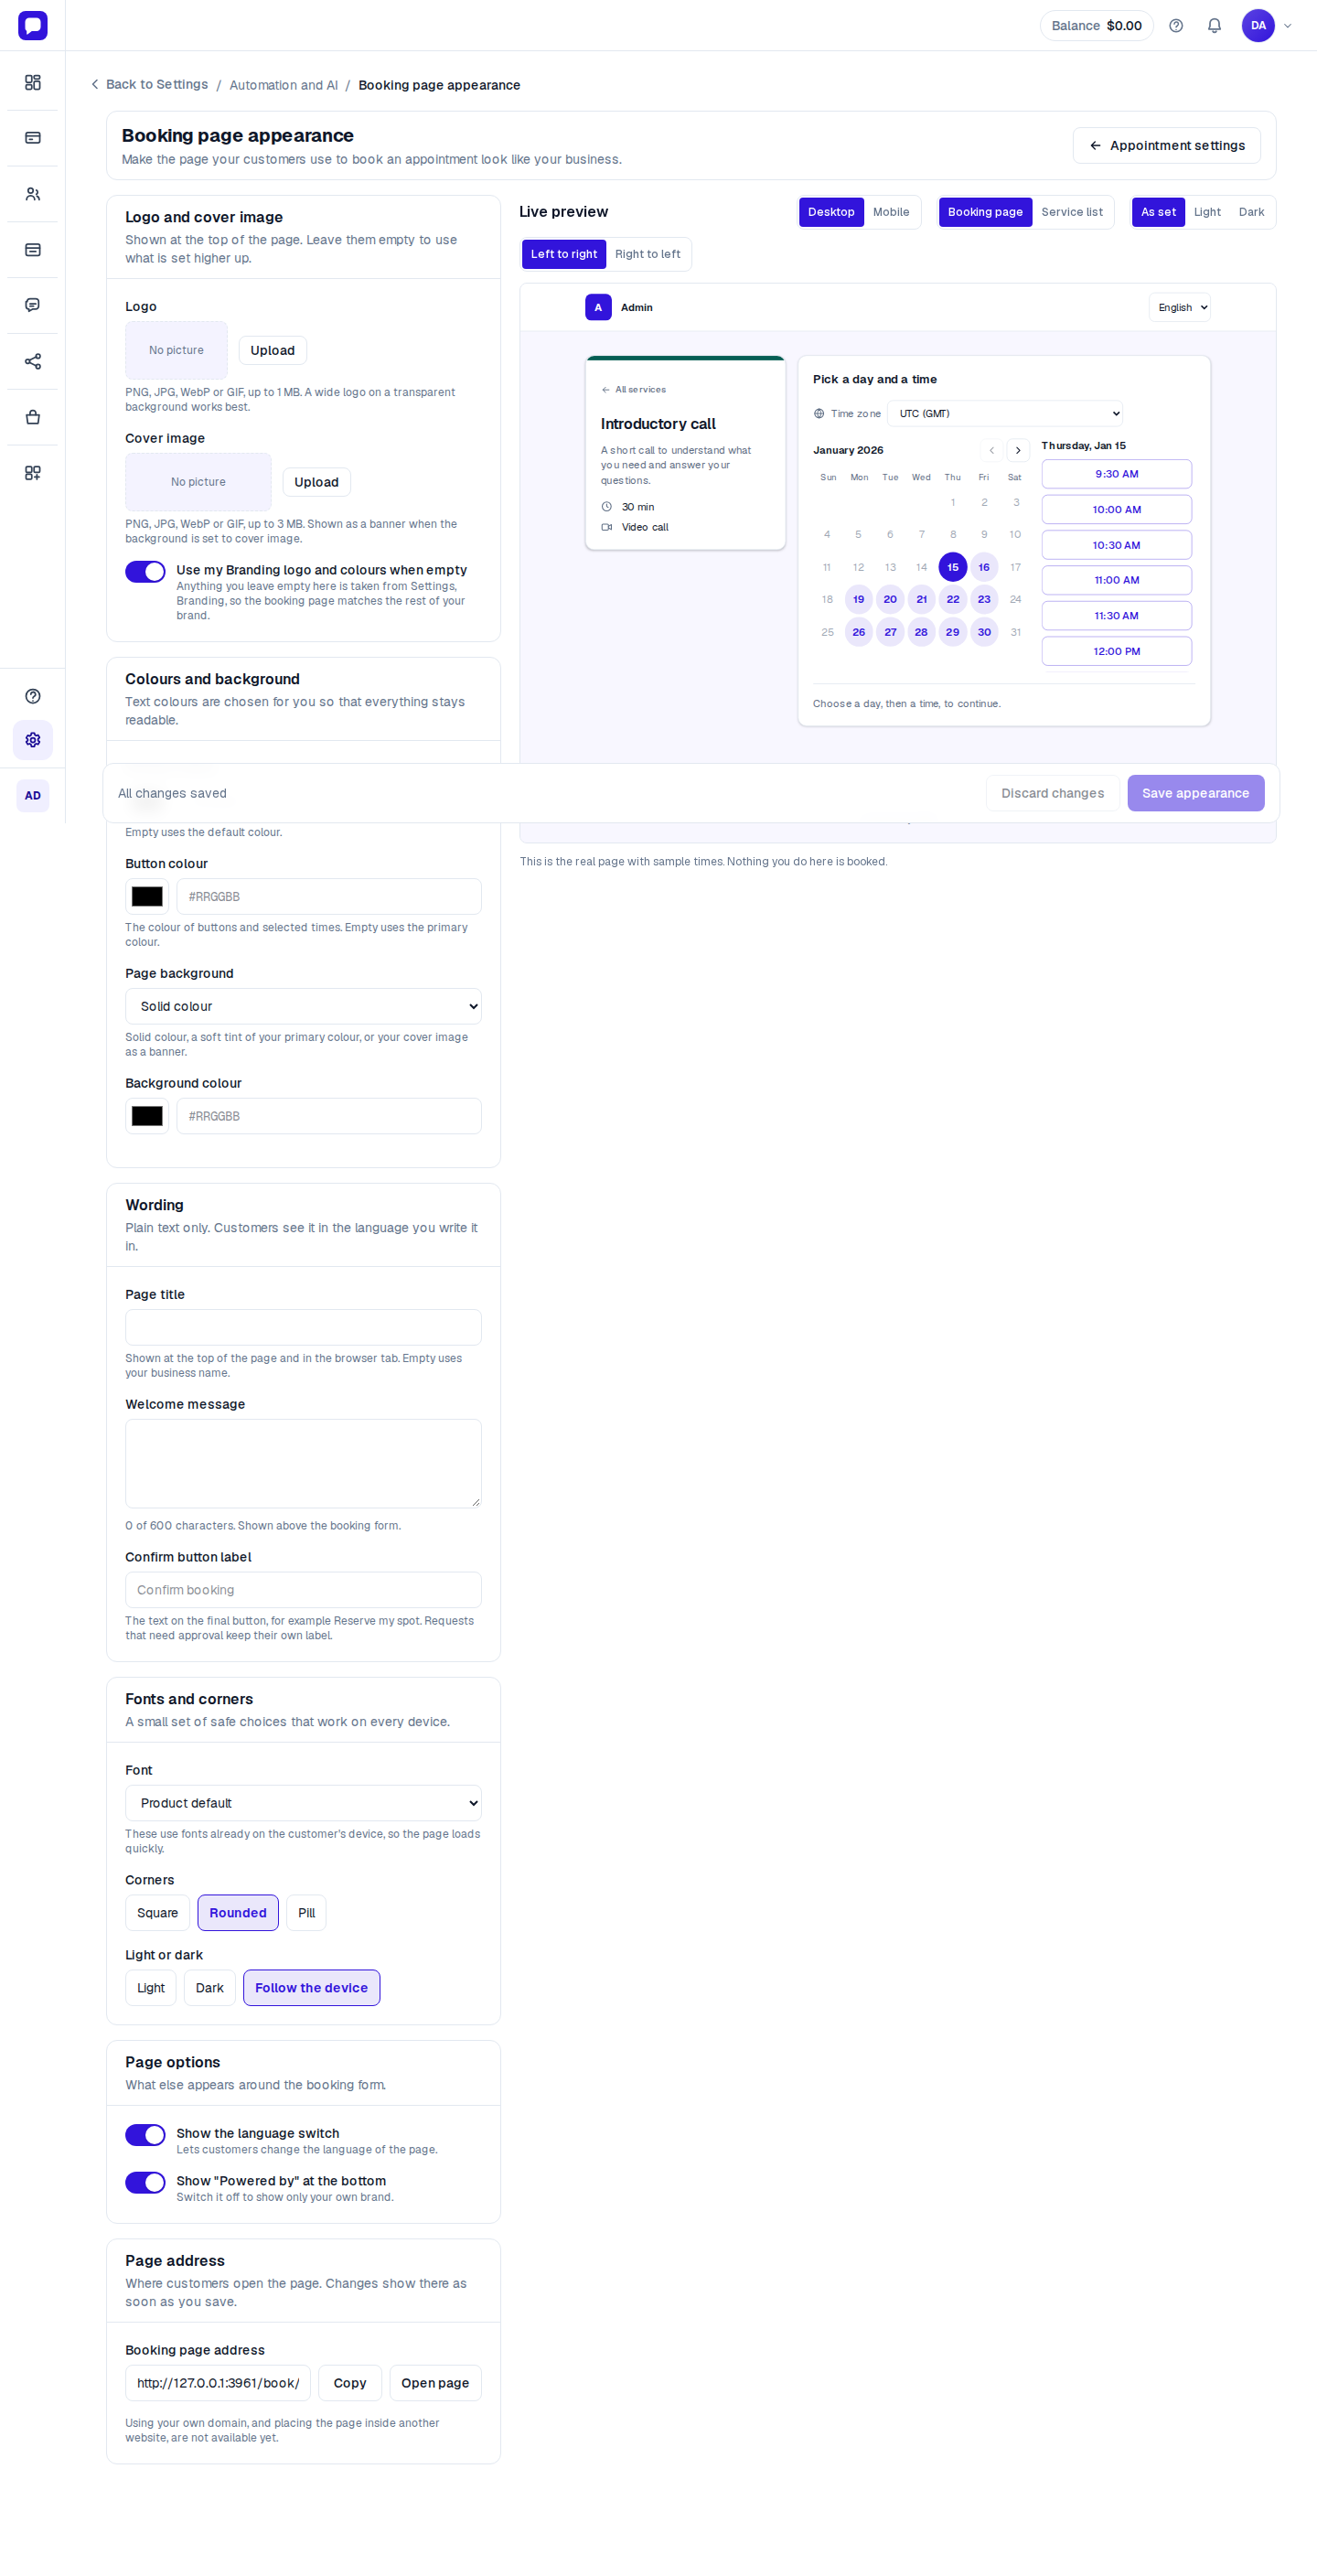 Balance $0.00
DA
Back to Settings / Automation and AI / Booking page appearance
Booking page appearance
Make the page your customers use to book an appointment look like your business.
Appointment settings
Logo and cover image
Shown at the top of the page. Leave them empty to use
what is set higher up.
Logo
No picture
Upload
PNG, JPG, WebP or GIF, up to 1 MB. A wide logo on a transparent
background works best.
Cover image
No picture
Upload
PNG, JPG, WebP or GIF, up to 3 MB. Shown as a banner when the
background is set to cover image.
Use my Branding logo and colours when empty
Anything you leave empty here is taken from Settings,
Branding, so the booking page matches the rest of your
brand.
Colours and background
Text colours are chosen for you so that everything stays
readable.
Live preview
Desktop Mobile
Booking page Service list
As set Light Dark
Left to right Right to left
A Admin
English
All services
Introductory call
A short call to understand what
you need and answer your
questions.
30 min
Video call
Pick a day and a time
Time zone UTC (GMT)
January 2026
Sun Mon Tue Wed Thu Fri Sat
1 2 3
4 5 6 7 8 9 10
11 12 13 14 15 16 17
18 19 20 21 22 23 24
25 26 27 28 29 30 31
Thursday, Jan 15
9:30 AM
10:00 AM
10:30 AM
11:00 AM
11:30 AM
12:00 PM
Choose a day, then a time, to continue.
AD
All changes saved
Discard changes
Save appearance
This is the real page with sample times. Nothing you do here is booked.
Empty uses the default colour.
Button colour
#RRGGBB
The colour of buttons and selected times. Empty uses the primary
colour.
Page background
Solid colour
Solid colour, a soft tint of your primary colour, or your cover image
as a banner.
Background colour
#RRGGBB
Wording
Plain text only. Customers see it in the language you write it
in.
Page title
Shown at the top of the page and in the browser tab. Empty uses
your business name.
Welcome message
0 of 600 characters. Shown above the booking form.
Confirm button label
Confirm booking
The text on the final button, for example Reserve my spot. Requests
that need approval keep their own label.
Fonts and corners
A small set of safe choices that work on every device.
Font
Product default
These use fonts already on the customer's device, so the page loads
quickly.
Corners
Square Rounded Pill
Light or dark
Light Dark Follow the device
Page options
What else appears around the booking form.
Show the language switch
Lets customers change the language of the page.
Show "Powered by" at the bottom
Switch it off to show only your own brand.
Page address
Where customers open the page. Changes show there as
soon as you save.
Booking page address
http://127.0.0.1:3961/book/
Copy
Open page
Using your own domain, and placing the page inside another
website, are not available yet.